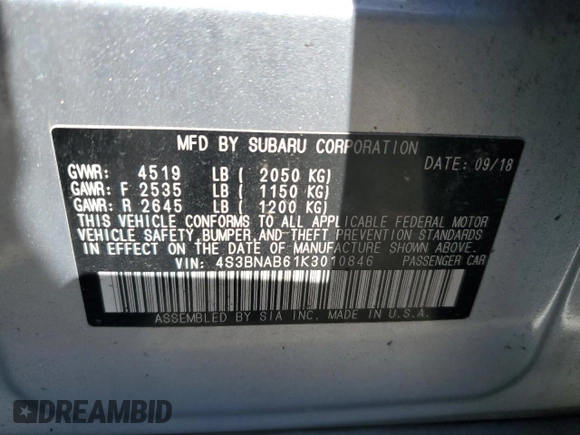 MFD BY SUBARU CORPORATION
DATE: 09/18
GVWR: 4519 LB ( 2050 KG)
GAWR: F 2535 LB ( 1150 KG)
GAWR: R 2645 LB ( 1200 KG)
THIS VEHICLE CONFORMS TO ALL APPLICABLE FEDERAL MOTOR
VEHICLE SAFETY, BUMPER, AND THEFT PREVENTION STANDARDS
IN EFFECT ON THE DATE OF MANUFACTURE SHOWN ABOVE.
VIN: 4S3BNAB61K3010846 PASSENGER CAR
ASSEMBLED BY SIA INC. MADE IN U.S.A.
DREAMBID